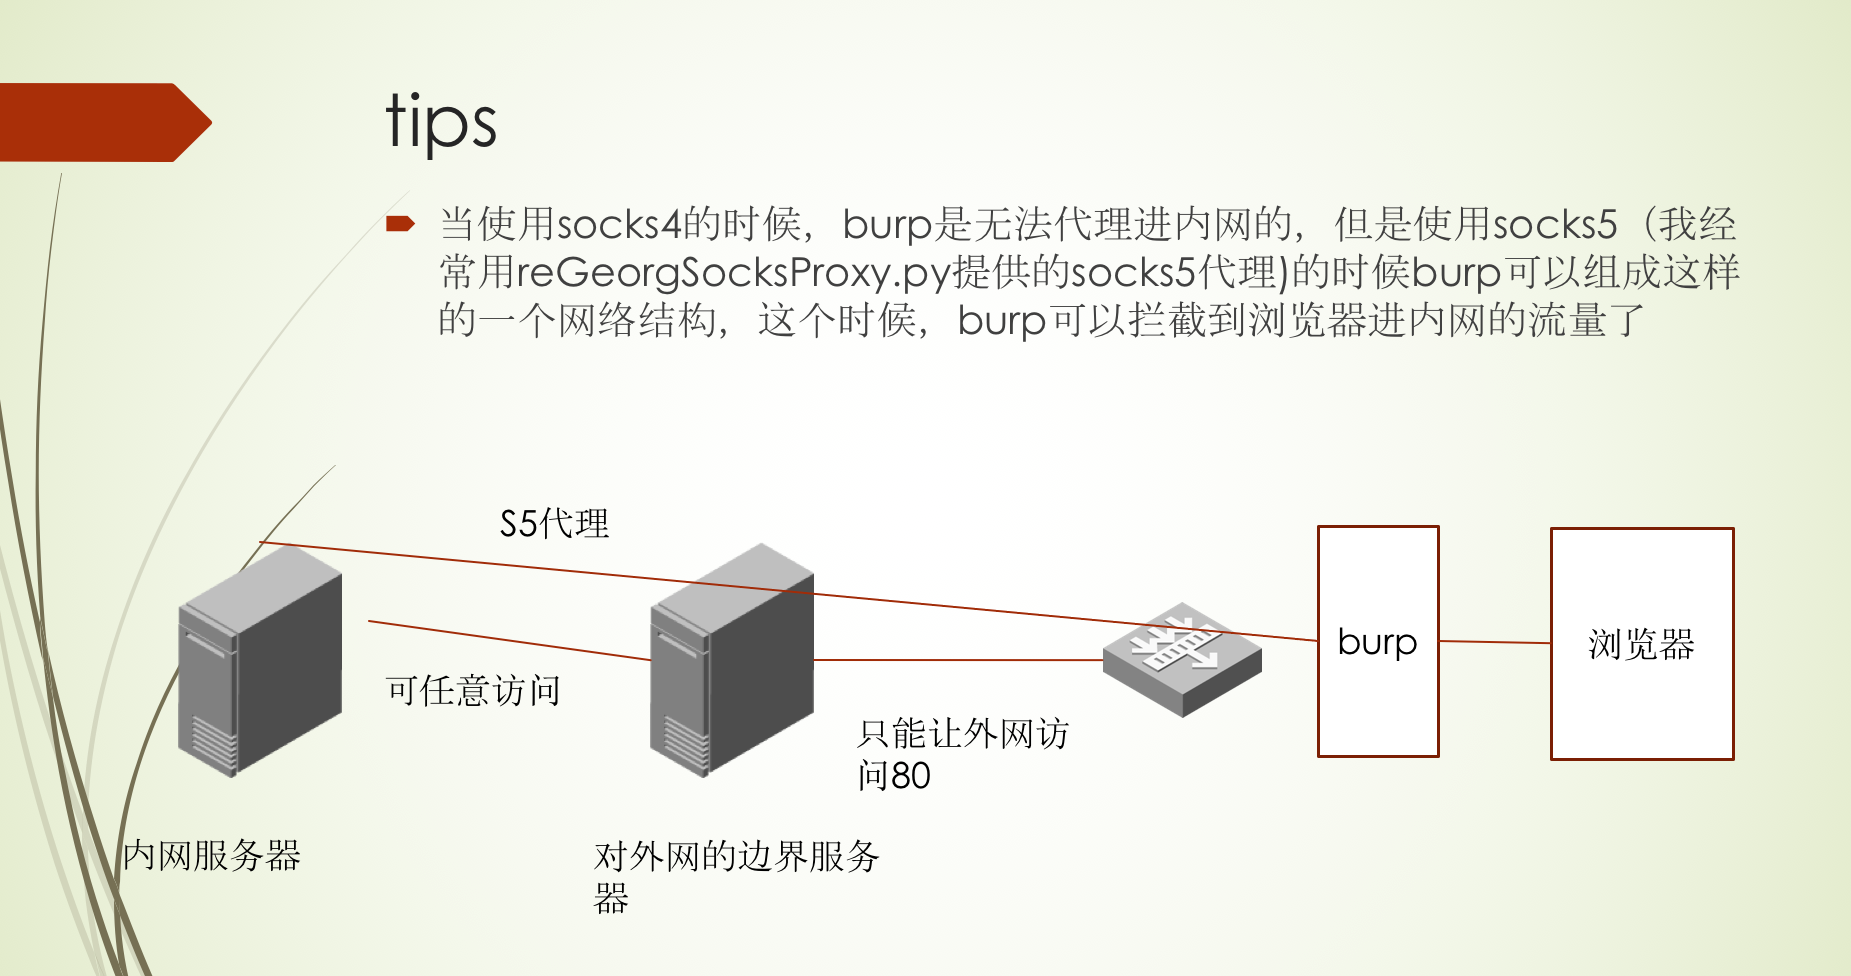 tips
当使用socks4的时候，burp是无法代理进内网的，但是使用socks5（我经
常用reGeorgSocksProxy.py提供的socks5代理)的时候burp可以组成这样
的一个网络结构，这个时候，burp可以拦截到浏览器进内网的流量了
S5代理
burp
浏览器
可任意访问
只能让外网访
问80
内网服务器
对外网的边界服务
器